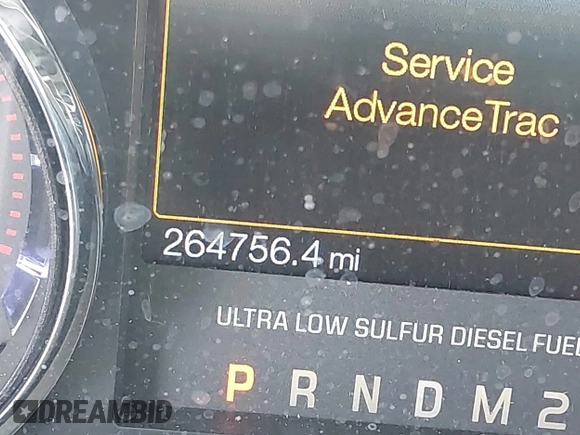 Service
AdvanceTrac
264756.4 mi
ULTRA LOW SULFUR DIESEL FUEL
P R N D M 2
DREAMBID